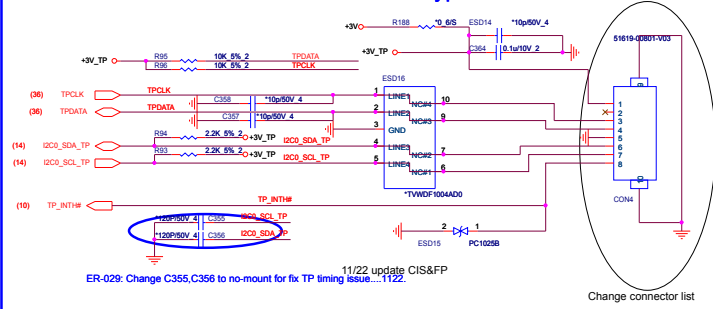 +3V
R188
*0_6/S
ESD14
*10p/50V_4
51619-00801-V03
+3V_TP
C364
0.1u/10V_2
+3V_TP
R95
10K_5%_2
TPDATA
R96
10K_5%_2
TPCLK
ESD16
(36)
TPCLK
TPCLK
1
LINE1
NC#4
10
C358
*10p/50V_4
(36)
TPDATA
TPDATA
2
LINE2
NC#3
9
C357
*10p/50V_4
3
GND
R94
2.2K_5%_2
+3V_TP
(14)
I2C0_SDA_TP
I2C0_SDA_TP
4
LINE3
NC#2
7
R93
2.2K_5%_2
+3V_TP
(14)
I2C0_SCL_TP
I2C0_SCL_TP
5
LINE4
NC#1
6
1
2
3
4
5
6
7
8
CON4
*TVWDF1004AD0
(10)
TP_INTH#
TP_INTH#
*120P/50V_4
C355
I2C0_SCL_TP
*120P/50V_4
C356
I2C0_SDA_TP
2
1
ESD15
PC1025B
11/22 update CIS&FP
ER-029: Change C355,C356 to no-mount for fix TP timing issue....1122.
Change connector list